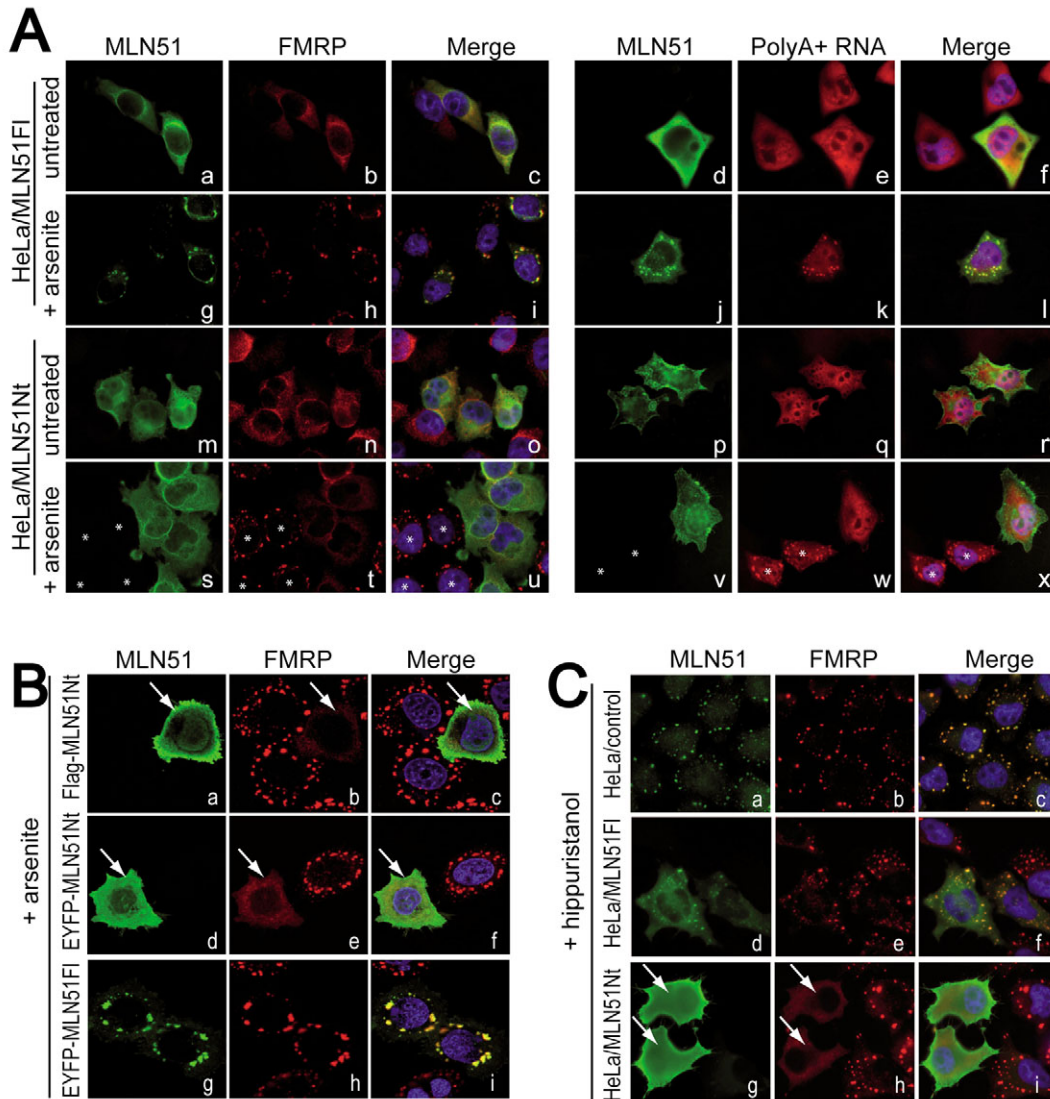 A
MLN51 FMRP Merge MLN51 PolyA+ RNA Merge
HeLa/MLN51Fl
untreated
a b c d e f
+ arsenite
g h i j k l
HeLa/MLN51Nt
untreated
m n o p q r
+ arsenite
* * * * * * * * * * * * * * * * * *
s t u v w x
B
MLN51 FMRP Merge
+ arsenite
Flag-MLN51Nt
a b c
EYFP-MLN51Nt
d e f
EYFP-MLN51Fl
g h i
C
MLN51 FMRP Merge
+ hippuristanol
HeLa/control
a b c
HeLa/MLN51Fl
d e f
HeLa/MLN51Nt
g h i